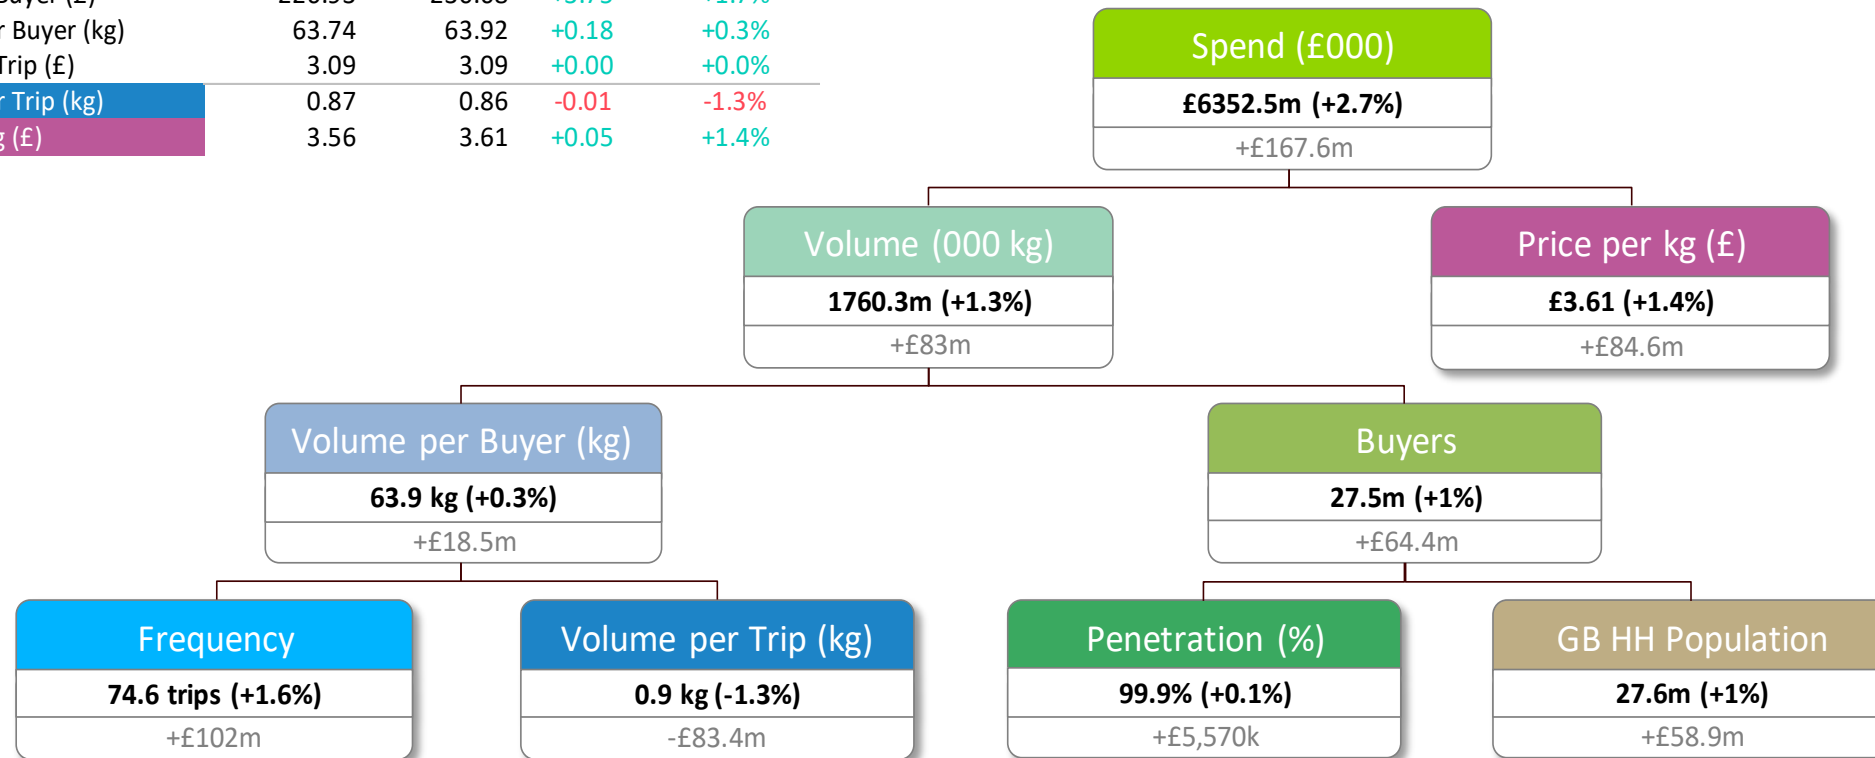 r Buyer (kg) 63.74 63.92 +0.18 +0.3%
Trip (£) 3.09 3.09 +0.00 +0.0%
r Trip (kg) 0.87 0.86 -0.01 -1.3%
(£) 3.56 3.61 +0.05 +1.4%
Spend (£000)
£6352.5m (+2.7%)
+£167.6m
Volume (000 kg)
1760.3m (+1.3%)
+£83m
Price per kg (£)
£3.61 (+1.4%)
+£84.6m
Volume per Buyer (kg)
63.9 kg (+0.3%)
+£18.5m
Buyers
27.5m (+1%)
+£64.4m
Frequency
74.6 trips (+1.6%)
+£102m
Volume per Trip (kg)
0.9 kg (-1.3%)
-£83.4m
Penetration (%)
99.9% (+0.1%)
+£5,570k
GB HH Population
27.6m (+1%)
+£58.9m